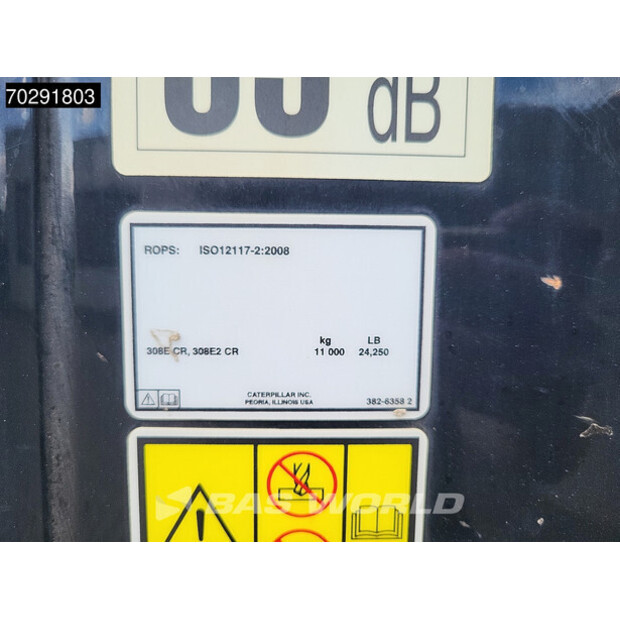 70291803
dB
ROPS: ISO12117-2:2008
kg LB
308E CR, 308E2 CR 11 000 24,250
CATERPILLAR INC.
PEORIA, ILLINOIS USA 382-8358 2
BAS WORLD